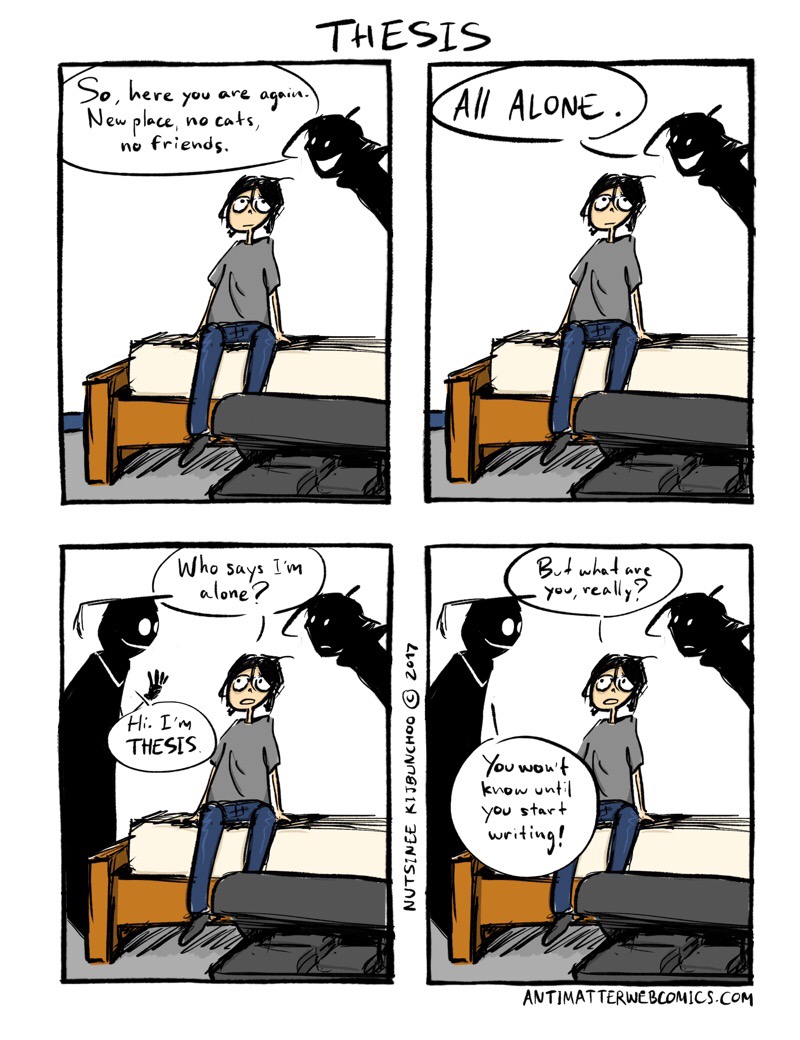 THESIS
So, here you are again.
New place, no cats,
no friends.
All ALONE.
Who says I'm
alone?
Hi. I'm
THESIS.
But what are
you, really?
You won't
know until
you start
writing!
NUTSINEE KIJBUNCHOO © 2017
ANTIMATTERWEBCOMICS.COM